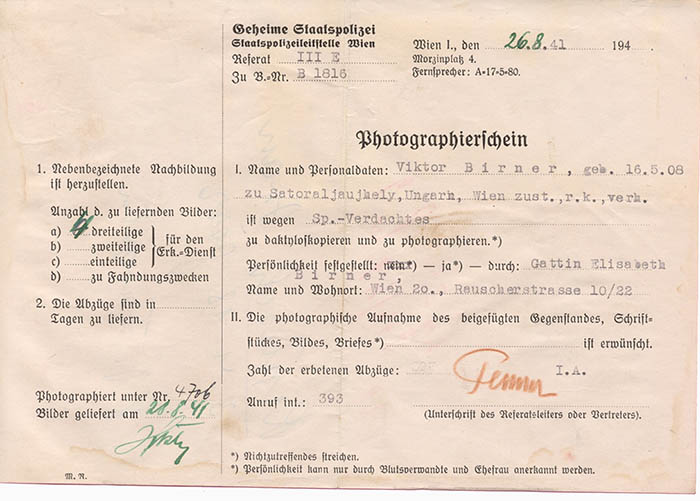 Geheime Staatspolizei
Staatspolizeileitstelle Wien
Referat III E
Zu B.=Nr. B 1816
Wien I., den 26.8.41 194
Morzinplatz 4.
Fernsprecher: A=17=5=80.
Photographierschein
1. Nebenbezeichnete Nachbildung
ist herzustellen.
Anzahl d. zu liefernden Bilder:
a) 4 dreiteilige
b) zweiteilige
c) einteilige
für den
Erk.=Dienst
d) zu Fahndungszwecken
2. Die Abzüge sind in
Tagen zu liefern.
Photographiert unter Nr. 4706
Bilder geliefert am 28.8.41
M. R.
I. Name und Personaldaten: Viktor Birner, geb. 16.5.08
zu Satoraljaujhely, Ungarn, Wien zust., r.k., verh.
ist wegen Sp.-Verdachtes
zu daktyloskopieren und zu photographieren.*)
Persönlichkeit festgestellt: nein*) — ja*) — durch: Gattin Elisabeth
Birner,
Name und Wohnort: Wien 2o., Rauscherstrasse 10/22
II. Die photographische Aufnahme des beigefügten Gegenstandes, Schrift=
stückes, Bildes, Briefes*) ist erwünscht.
Zahl der erbetenen Abzüge: I.A.
Anruf int.: 393
(Unterschrift des Referatsleiters oder Vertreters).
*) Nichtzutreffendes streichen.
*) Persönlichkeit kann nur durch Blutsverwandte und Ehefrau anerkannt werden.